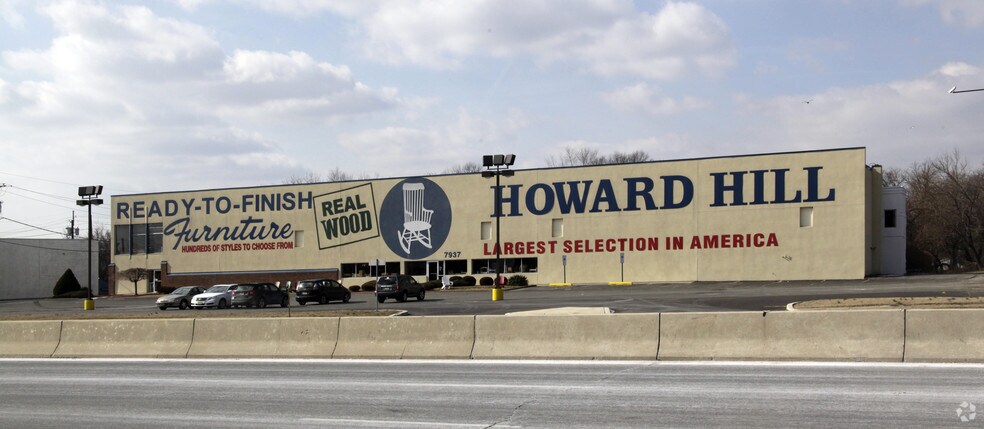 READY-TO-FINISH
Furniture
HUNDREDS OF STYLES TO CHOOSE FROM
REAL
WOOD
HOWARD HILL
LARGEST SELECTION IN AMERICA
7937